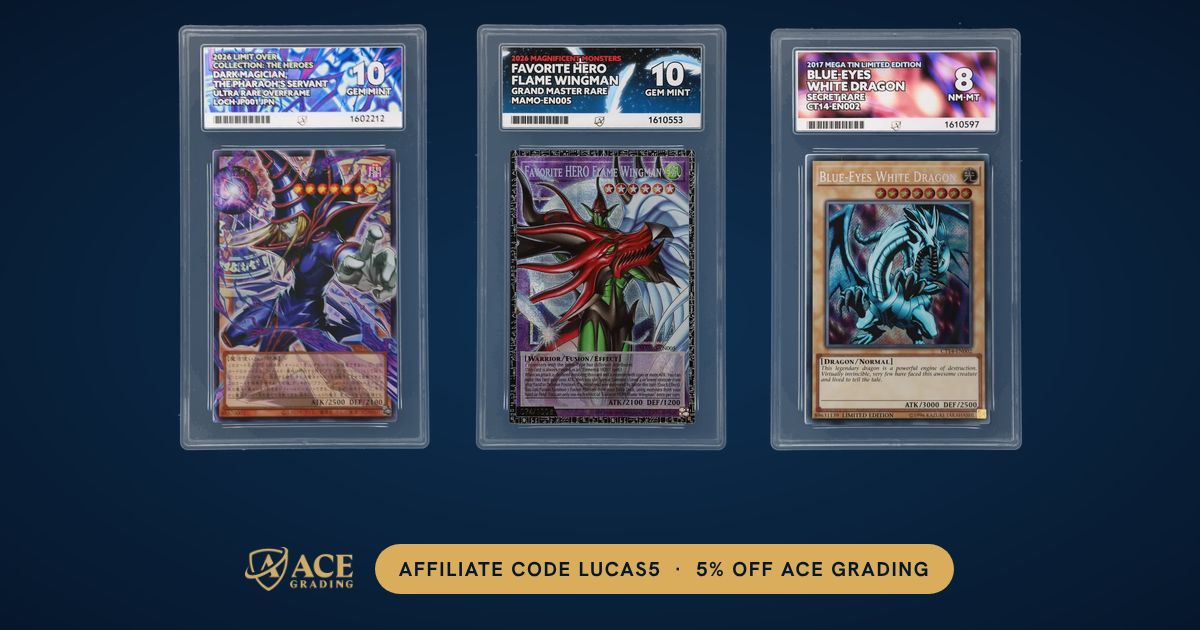 2026 LIMIT OVER
COLLECTION: THE HEROES
DARK MAGICIAN,
THE PHARAOH'S SERVANT
ULTRA RARE OVERFRAME
LOCH-JP001 JPN
10
GEM MINT
1602212
ATK/2500 DEF/2100
2026 MAGNIFICENT MONSTERS
FAVORITE HERO
FLAME WINGMAN
GRAND MASTER RARE
MAMO-EN005
10
GEM MINT
1610553
FAVORITE HERO FLAME WINGMAN
[WARRIOR/FUSION/EFFECT]
ATK/2100 DEF/1200
2017 MEGA TIN LIMITED EDITION
BLUE-EYES
WHITE DRAGON
SECRET RARE
CT14-EN002
8
NM-MT
1610597
BLUE-EYES WHITE DRAGON
CT14-EN002
[DRAGON/NORMAL]
This legendary dragon is a powerful engine of destruction.
Virtually invincible, very few have faced this awesome creature
and lived to tell the tale.
ATK/3000 DEF/2500
LIMITED EDITION
©1996 KAZUKI TAKAHASHI
ACE
GRADING
AFFILIATE CODE LUCAS5 · 5% OFF ACE GRADING